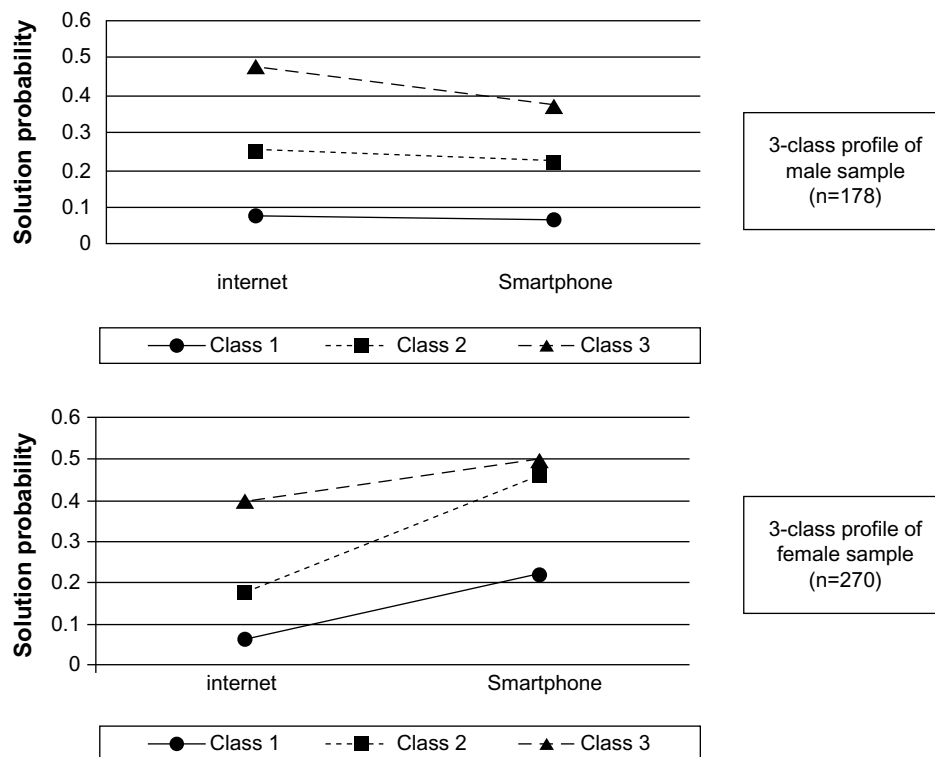 Solution probability
0.6
0.5
0.4
0.3
0.2
0.1
0
internet Smartphone
Class 1 Class 2 Class 3
3-class profile of
male sample
(n=178)
Solution probability
0.6
0.5
0.4
0.3
0.2
0.1
0
internet Smartphone
Class 1 Class 2 Class 3
3-class profile of
female sample
(n=270)